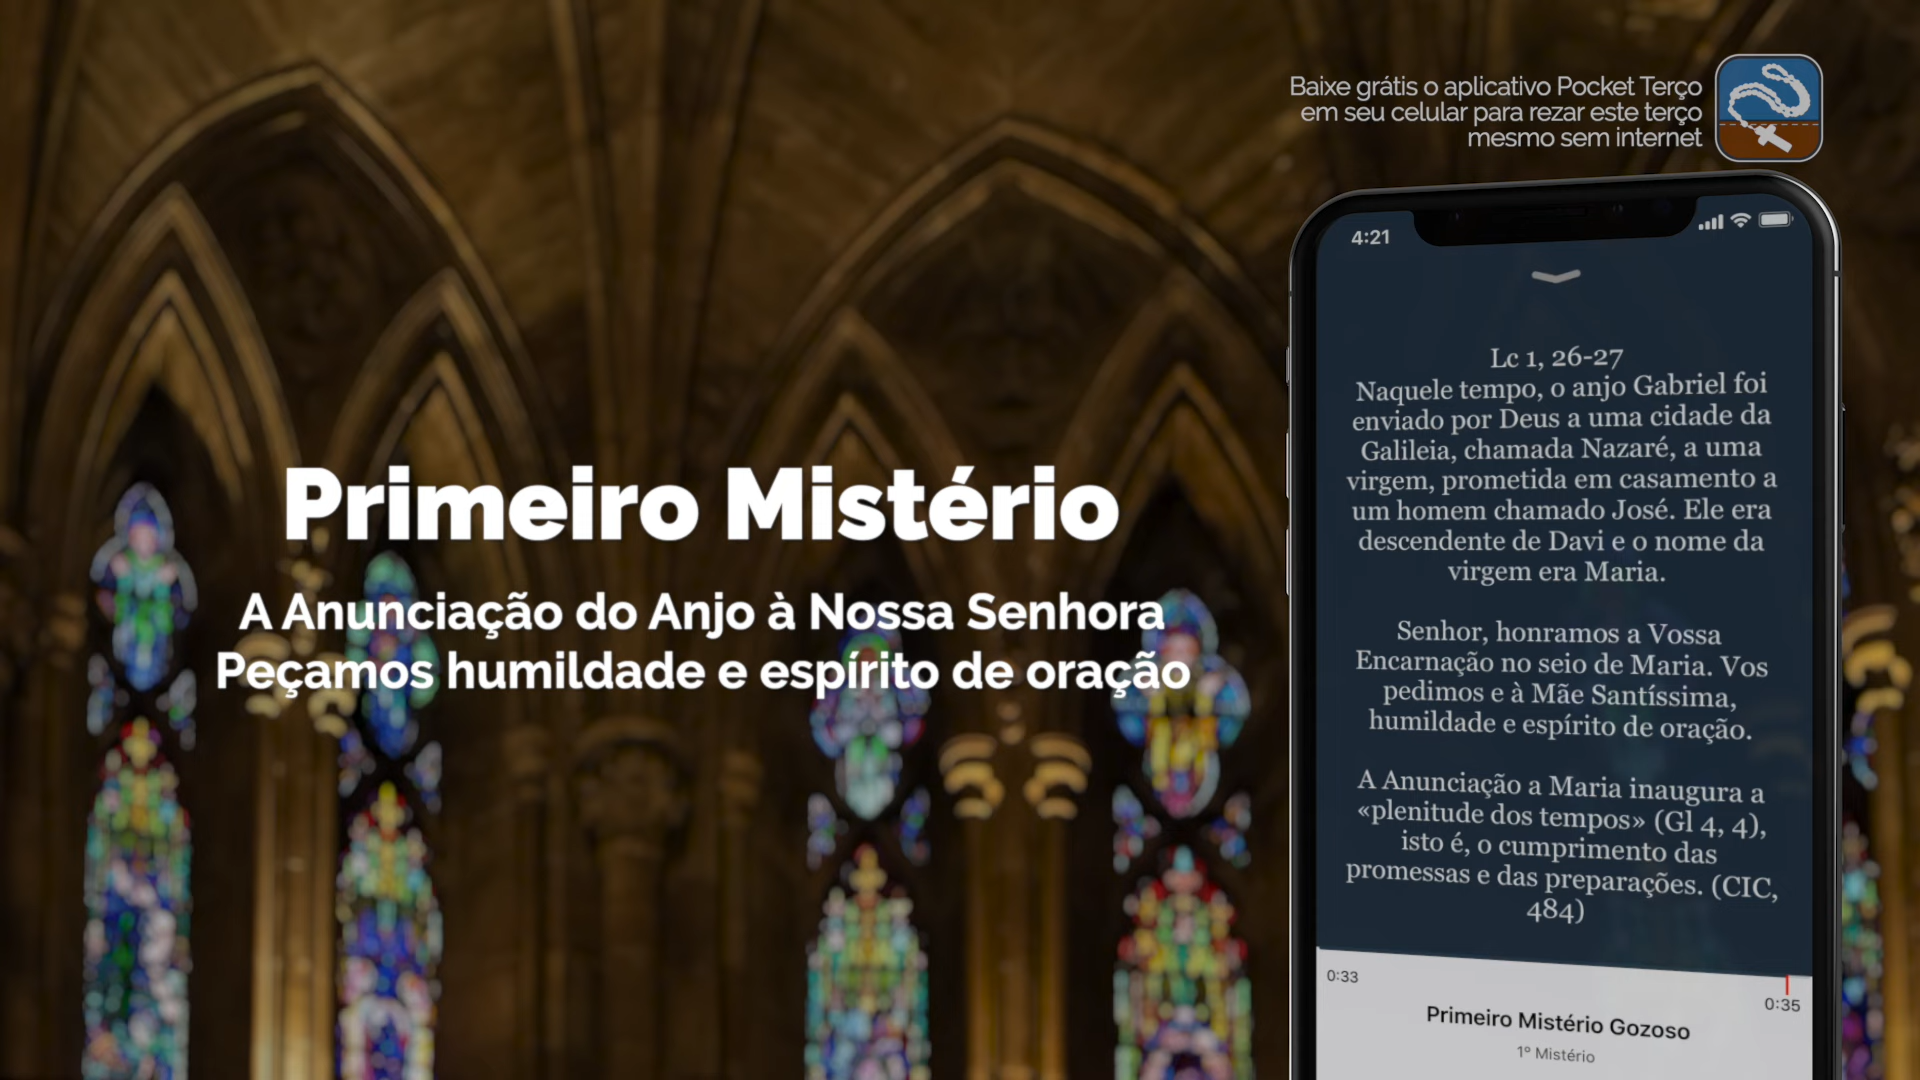 Baixe grátis o aplicativo Pocket Terço
em seu celular para rezar este terço
mesmo sem internet
Primeiro Mistério
A Anunciação do Anjo à Nossa Senhora
Peçamos humildade e espírito de oração
4:21
Lc 1, 26-27
Naquele tempo, o anjo Gabriel foi
enviado por Deus a uma cidade da
Galileia, chamada Nazaré, a uma
virgem, prometida em casamento a
um homem chamado José. Ele era
descendente de Davi e o nome da
virgem era Maria.
Senhor, honramos a Vossa
Encarnação no seio de Maria. Vos
pedimos e à Mãe Santíssima,
humildade e espírito de oração.
A Anunciação a Maria inaugura a
«plenitude dos tempos» (Gl 4, 4),
isto é, o cumprimento das
promessas e das preparações. (CIC,
484)
0:33
0:35
Primeiro Mistério Gozoso
1º Mistério